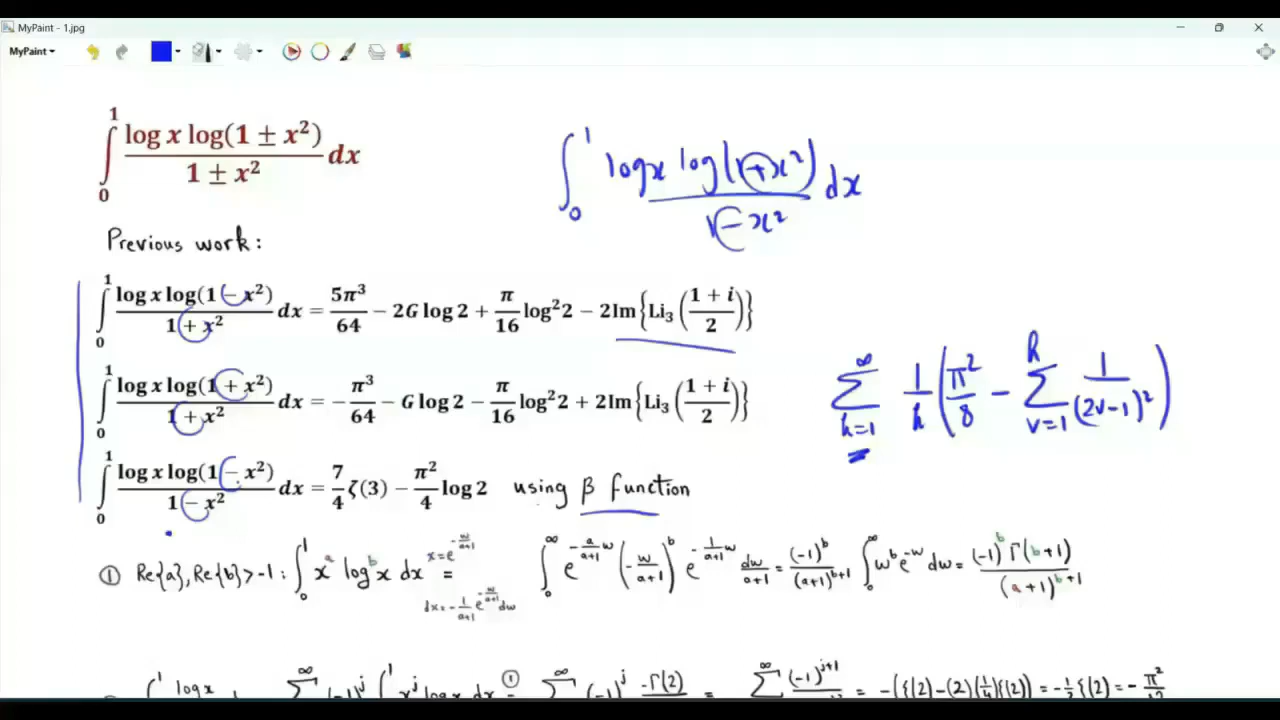 MyPaint - 1.jpg
MyPaint
∫₀¹ log x log(1 ± x²) / (1 ± x²) dx
∫₀¹ log x log(1+x²) / (1−x²) dx
Previous work:
∫₀¹ log x log(1 − x²) / (1 + x²) dx = 5π³/64 − 2G log 2 + π/16 log²2 − 2Im{Li₃((1 + i)/2)}
∫₀¹ log x log(1 + x²) / (1 + x²) dx = −π³/64 − G log 2 − π/16 log²2 + 2Im{Li₃((1 + i)/2)}
∑_{k=1}^{∞} 1/k (π²/8 − ∑_{v=1}^{k} 1/(2v−1)²)
∫₀¹ log x log(1 − x²) / (1 − x²) dx = 7/4 ζ(3) − π²/4 log 2 using β function
① Re{a}, Re{b} > -1 : ∫₀¹ x^a log^b x dx = (x = e^{−w/(a+1)}, dx = −1/(a+1) e^{−w/(a+1)} dw) ∫₀^∞ e^{−a/(a+1) w} (−w/(a+1))^b e^{−1/(a+1) w} dw/(a+1) = (−1)^b/(a+1)^{b+1} ∫₀^∞ w^b e^{−w} dw = (−1)^b Γ(b+1)/(a+1)^{b+1}